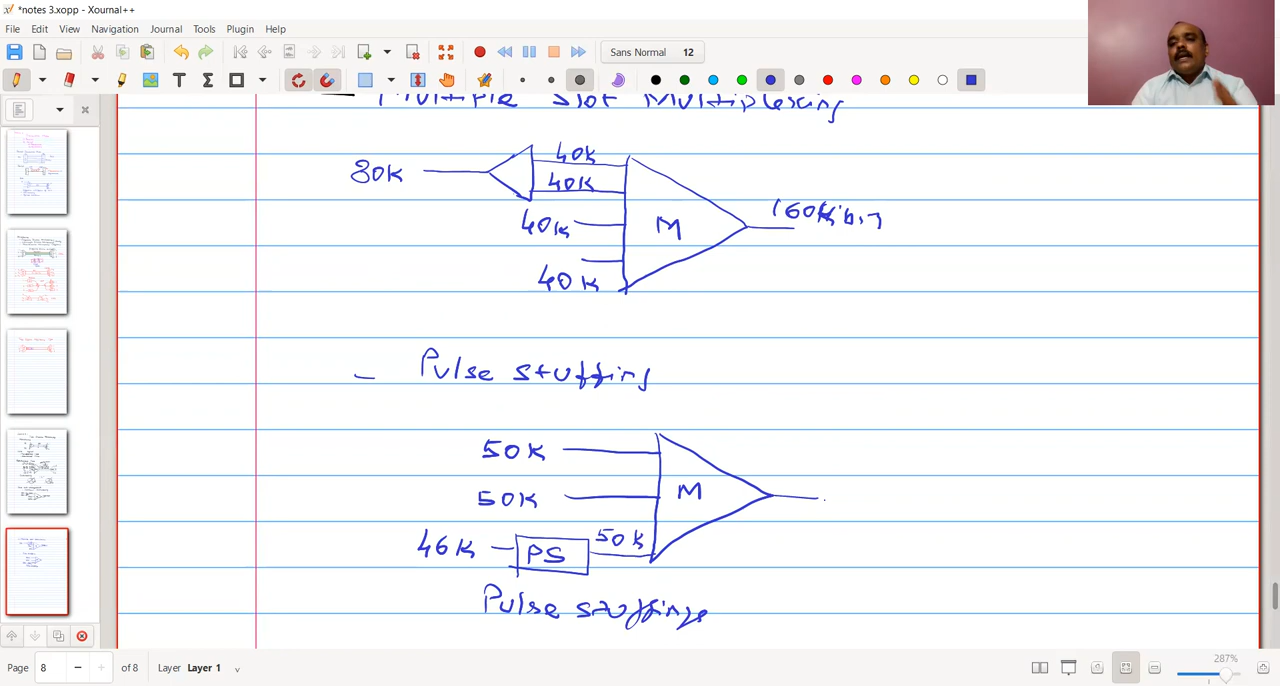 *notes 3.xopp - Xournal++
File Edit View Navigation Journal Tools Plugin Help
Sans Normal 12
Multiple Slot Multiplexing
80K
40K
40K
40K
40K
M
Pulse stuffing
50K
50K
46K
PS
50K
M
Pulse stuffing
287%
Page 8 of 8 Layer Layer 1